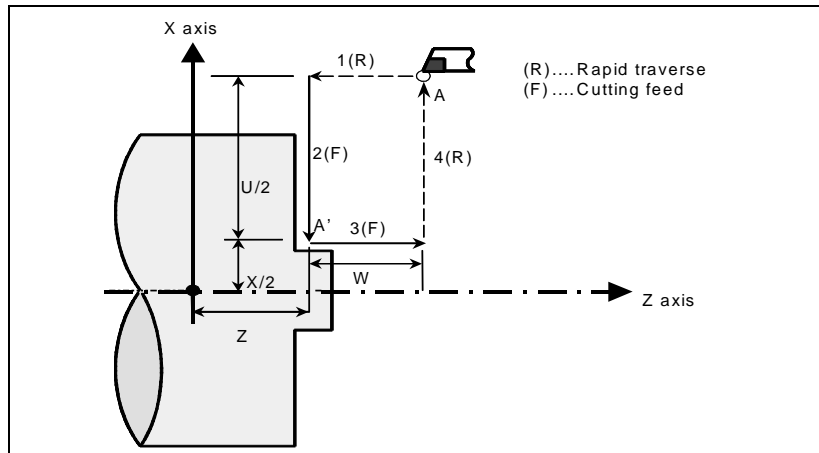 X axis
1(R)
(R)....Rapid traverse
(F)....Cutting feed
A
2(F)
4(R)
U/2
A’
3(F)
X/2
W
Z axis
Z